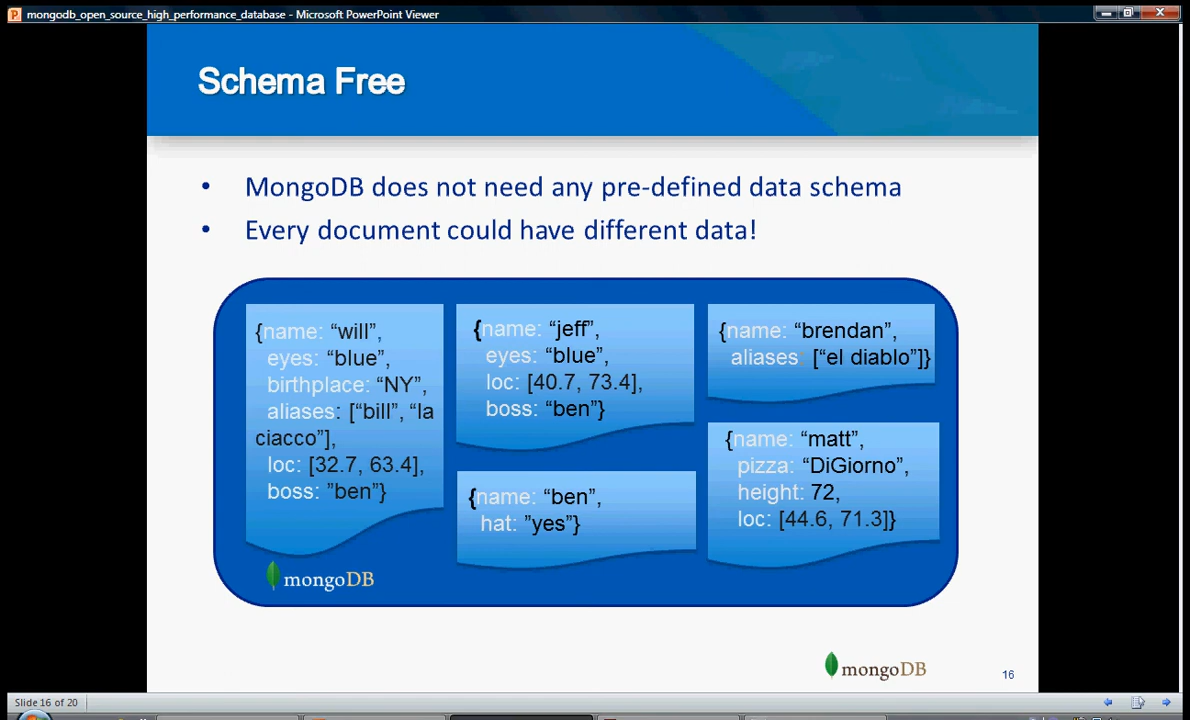 mongodb_open_source_high_performance_database - Microsoft PowerPoint Viewer
Schema Free
• MongoDB does not need any pre-defined data schema
• Every document could have different data!
{name: “will”,
eyes: “blue”,
birthplace: “NY”,
aliases: [“bill”, “la
ciacco”],
loc: [32.7, 63.4],
boss: ”ben”}
{name: “jeff”,
eyes: “blue”,
loc: [40.7, 73.4],
boss: “ben”}
{name: “brendan”,
aliases: [“el diablo”]}
{name: “ben”,
hat: ”yes”}
{name: “matt”,
pizza: “DiGiorno”,
height: 72,
loc: [44.6, 71.3]}
mongoDB
mongoDB
16
Slide 16 of 20